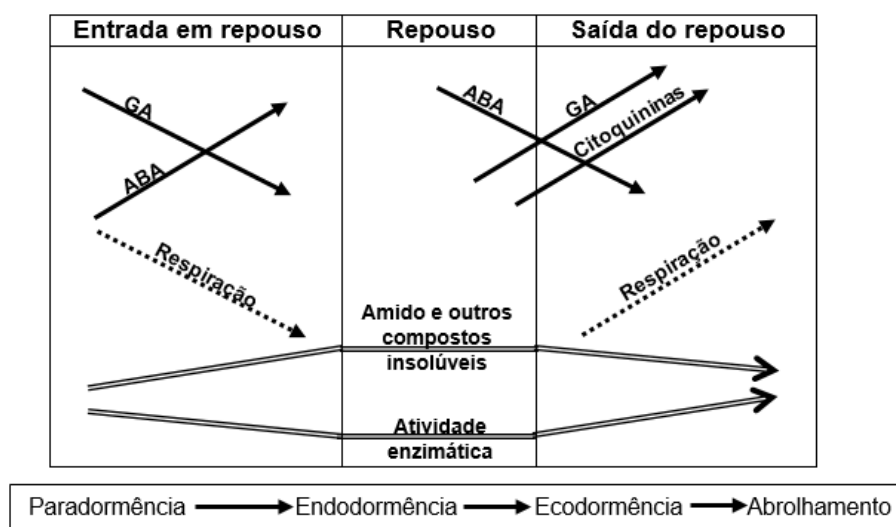 Entrada em repouso
Repouso
Saída do repouso
GA
ABA
Respiração
ABA
GA
Citoquininas
Respiração
Amido e outros
compostos
insolúveis
Atividade
enzimática
Paradormência Endodormência Ecodormência Abrolhamento